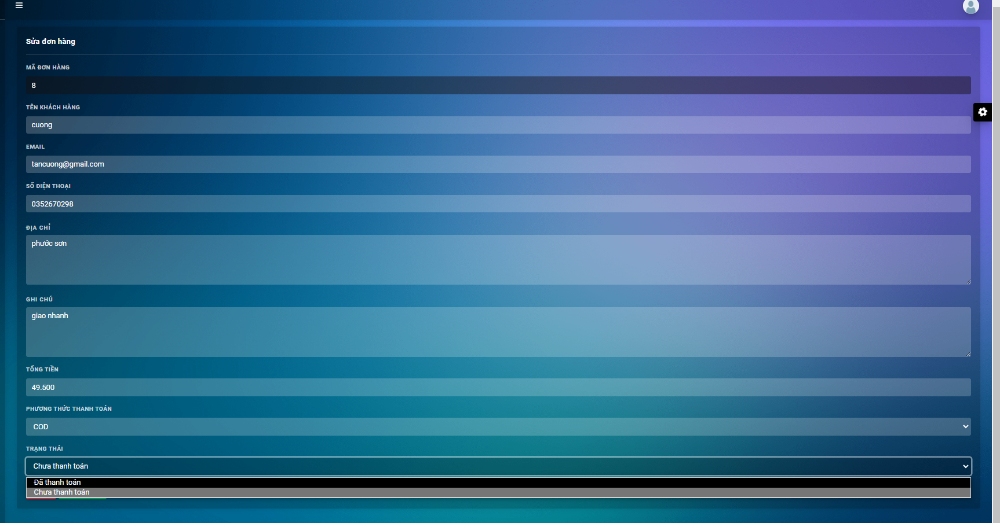 Sửa đơn hàng
MÃ ĐƠN HÀNG
8
TÊN KHÁCH HÀNG
cuong
EMAIL
tancuong@gmail.com
SỐ ĐIỆN THOẠI
0352670298
ĐỊA CHỈ
phước sơn
GHI CHÚ
giao nhanh
TỔNG TIỀN
49.500
PHƯƠNG THỨC THANH TOÁN
COD
TRẠNG THÁI
Chưa thanh toán
Đã thanh toán
Chưa thanh toán